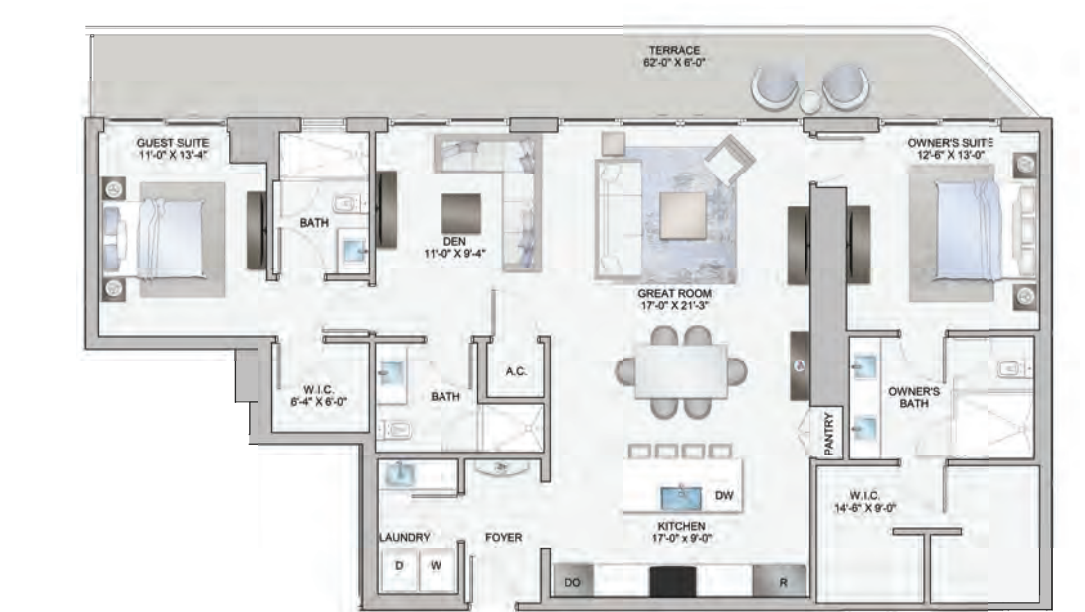 TERRACE
62'-0" X 6'-0"
GUEST SUITE
11'-0" X 13'-4"
OWNER'S SUITE
12'-6" X 13'-0"
BATH
DEN
11'-0" X 9'-4"
GREAT ROOM
17'-0" X 21'-3"
A.C.
W.I.C.
6'-4" X 6'-0"
BATH
OWNER'S
BATH
PANTRY
DW
W.I.C.
14'-6" X 9'-0"
KITCHEN
17'-0" x 9'-0"
LAUNDRY
FOYER
D
W
DO
R